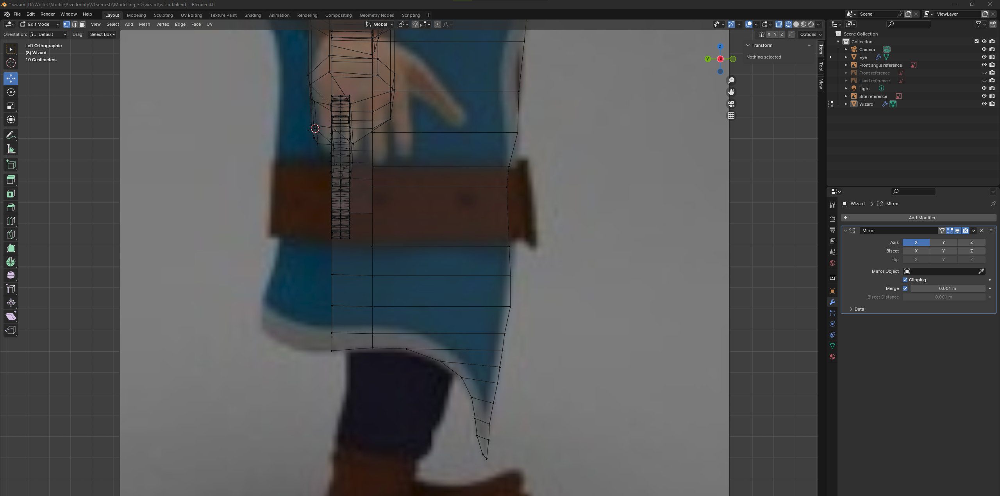 * wizard [D:\Wojtek\Studia\Przedmioty\VI semestr\Modelling_3D\wizard\wizard.blend] - Blender 4.0
File Edit Render Window Help Layout Modeling Sculpting UV Editing Texture Paint Shading Animation Rendering Compositing Geometry Nodes Scripting + Scene ViewLayer
Edit Mode View Select Add Mesh Vertex Edge Face UV Global
Orientation: Default Drag: Select Box X Y Z Options
Left Orthographic
(8) Wizard
10 Centimeters
Z
Y
-X
Transform
Nothing selected
Item
Tool
View
Scene Collection
Collection
Camera
Eye
Front angle reference
Front reference
Hand reference
Light
Site reference
Wizard
Wizard > Mirror
+ Add Modifier
Mirror
Axis X Y Z
Bisect X Y Z
Flip X Y Z
Mirror Object
Clipping
Merge 0.001 m
Bisect Distance 0.001 m
Data